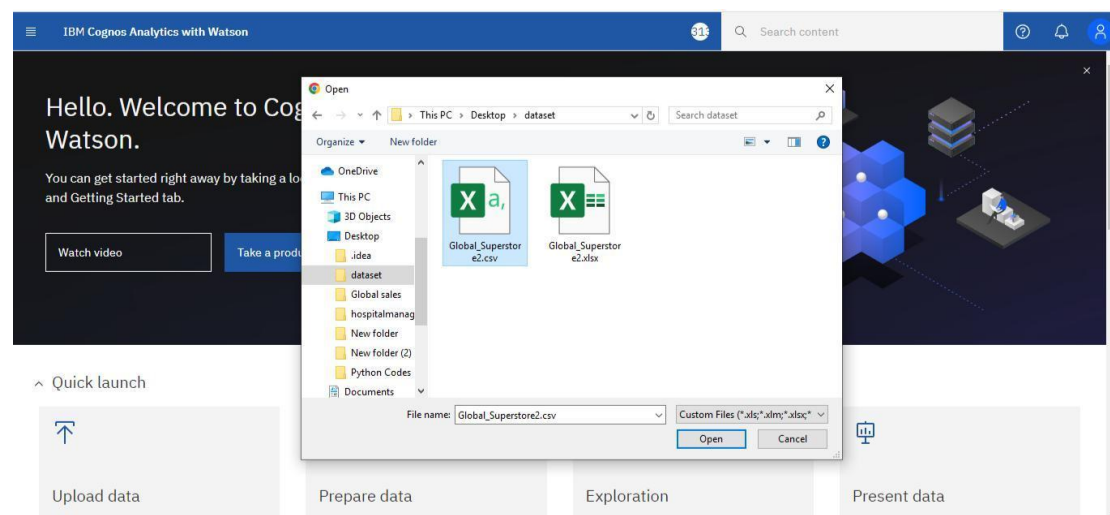 IBM Cognos Analytics with Watson
Search content
Hello. Welcome to Cog
Watson.
You can get started right away by taking a lo
and Getting Started tab.
Watch video
Take a produ
Open
This PC > Desktop > dataset
Search dataset
Organize
New folder
OneDrive
This PC
3D Objects
Desktop
.idea
dataset
Global sales
hospitalmanag
New folder
New folder (2)
Python Codes
Documents
a,
Global_Superstor
e2.csv
Global_Superstor
e2.xlsx
File name:
Global_Superstore2.csv
Custom Files (*.xls;*.xlm;*.xlsx;*
Open
Cancel
Quick launch
Upload data
Prepare data
Exploration
Present data